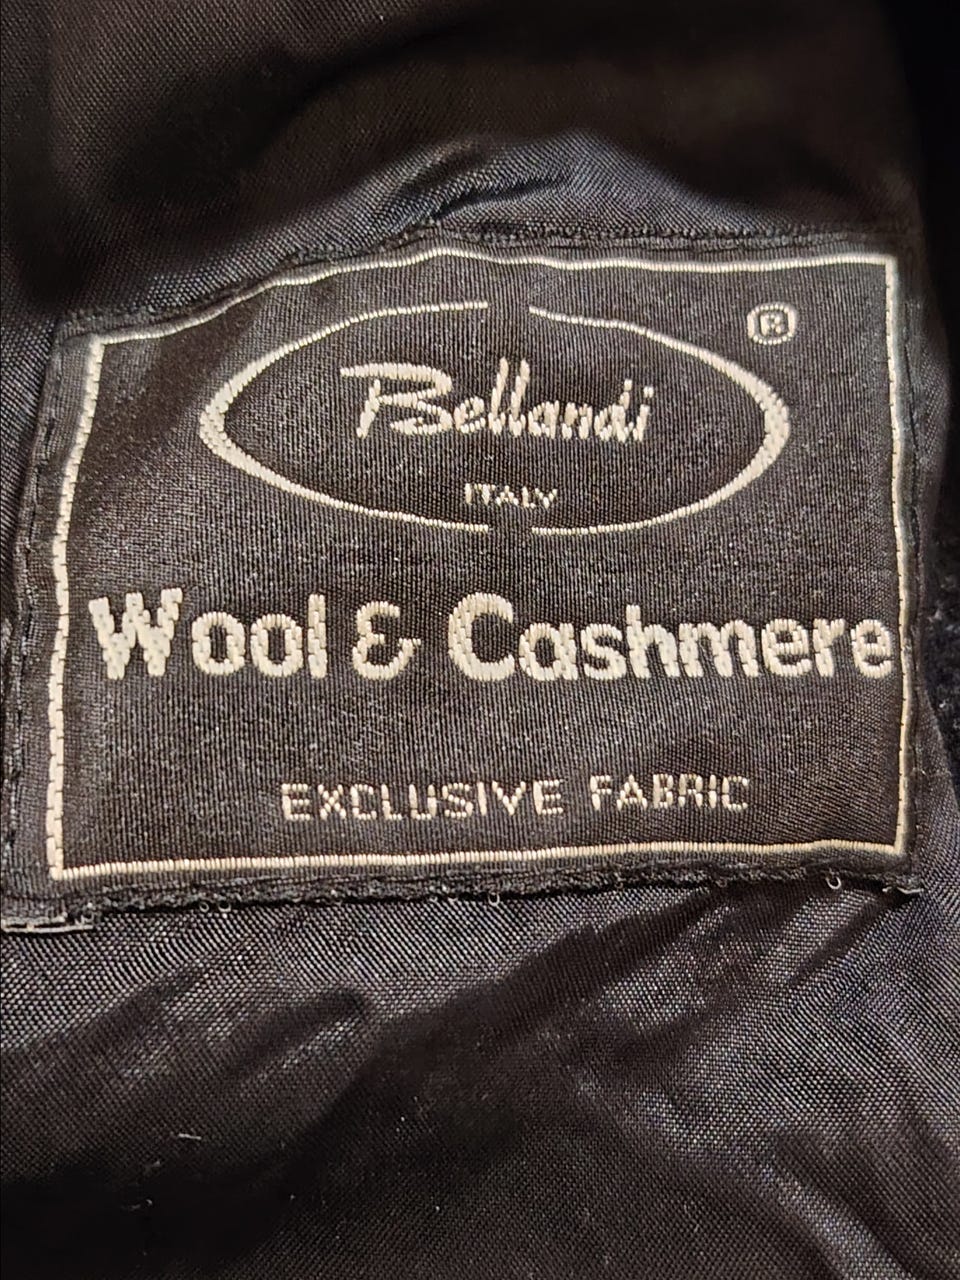 ®
Bellandi
ITALY
Wool & Cashmere
EXCLUSIVE FABRIC